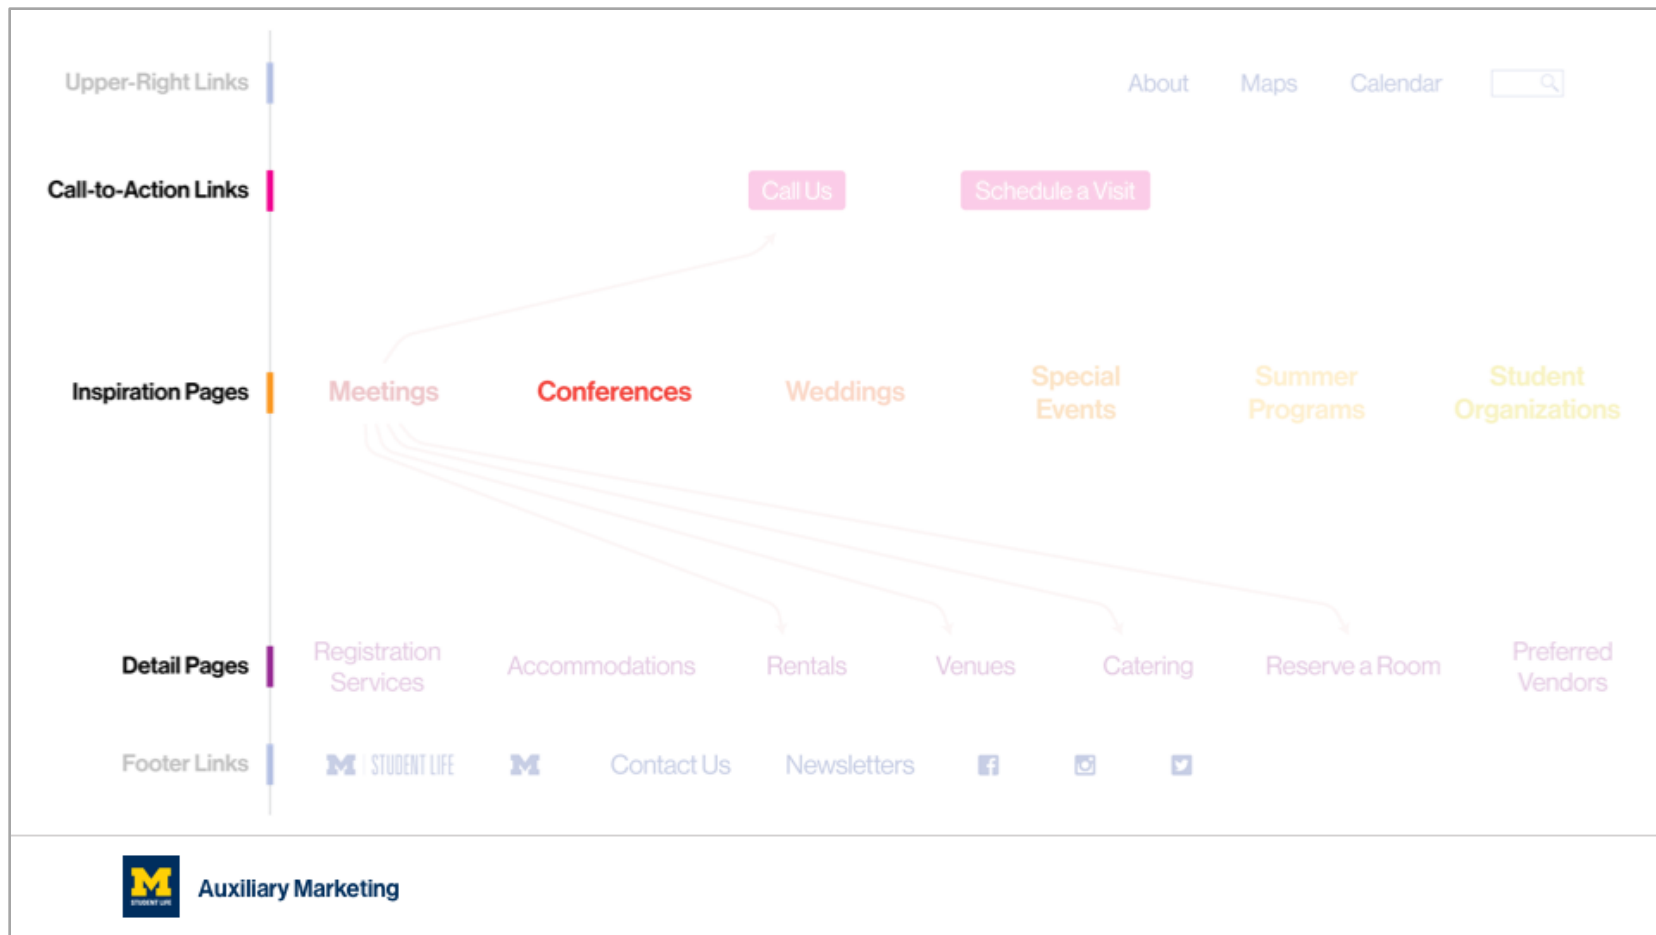 Upper-Right Links
About
Maps
Calendar
Call-to-Action Links
Call Us
Schedule a Visit
Inspiration Pages
Meetings
Conferences
Weddings
Special
Events
Summer
Programs
Student
Organizations
Detail Pages
Registration
Services
Accommodations
Rentals
Venues
Catering
Reserve a Room
Preferred
Vendors
Footer Links
M | STUDENT LIFE
M
Contact Us
Newsletters
M
STUDENT LIFE
Auxiliary Marketing